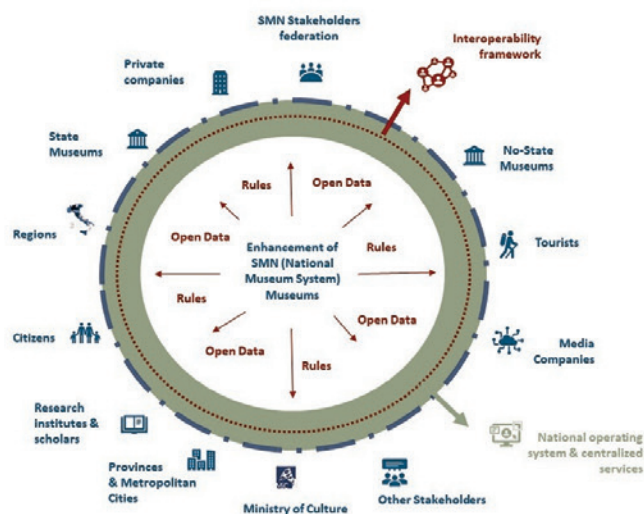 SMN Stakeholders
federation
Interoperability
framework
Private
companies
State
Museums
No-State
Museums
Rules
Open Data
Regions
Open Data
Enhancement of
SMN (National
Museum System)
Museums
Rules
Tourists
Rules
Open Data
Citizens
Open Data
Rules
Media
Companies
Research
institutes &
scholars
National operating
system & centralized
services
Provinces
& Metropolitan
Cities
Ministry of Culture
Other Stakeholders